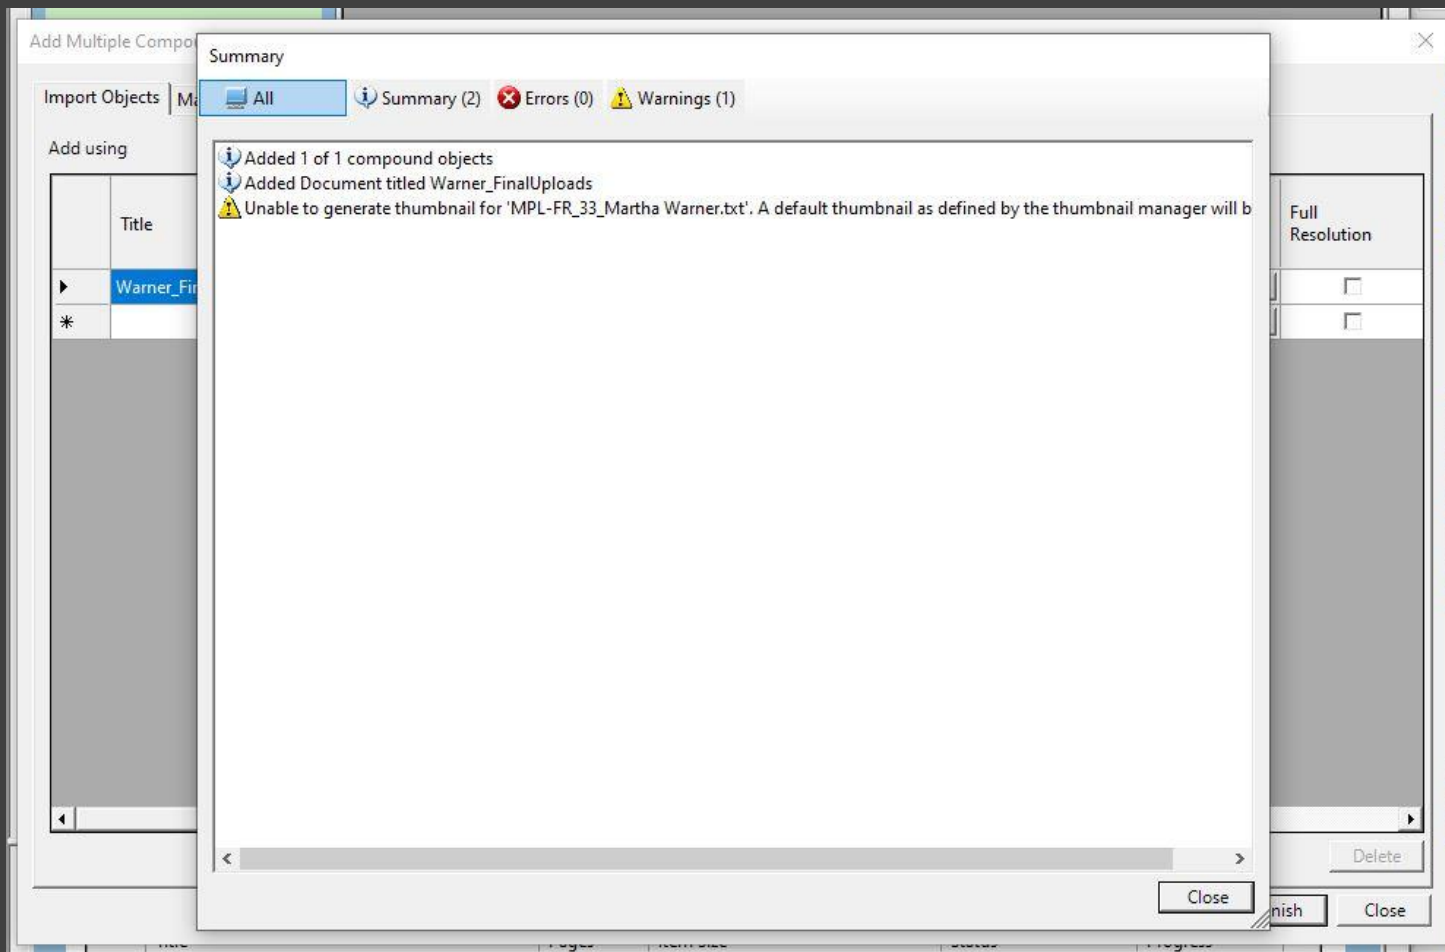 Add Multiple Compo
Summary
Import Objects
Ma
All
Summary (2)
Errors (0)
Warnings (1)
Add using
Added 1 of 1 compound objects
Added Document titled Warner_FinalUploads
Unable to generate thumbnail for 'MPL-FR_33_Martha Warner.txt'. A default thumbnail as defined by the thumbnail manager will b
Title
Full
Resolution
Warner_Fin
*
Delete
Close
nish
Close